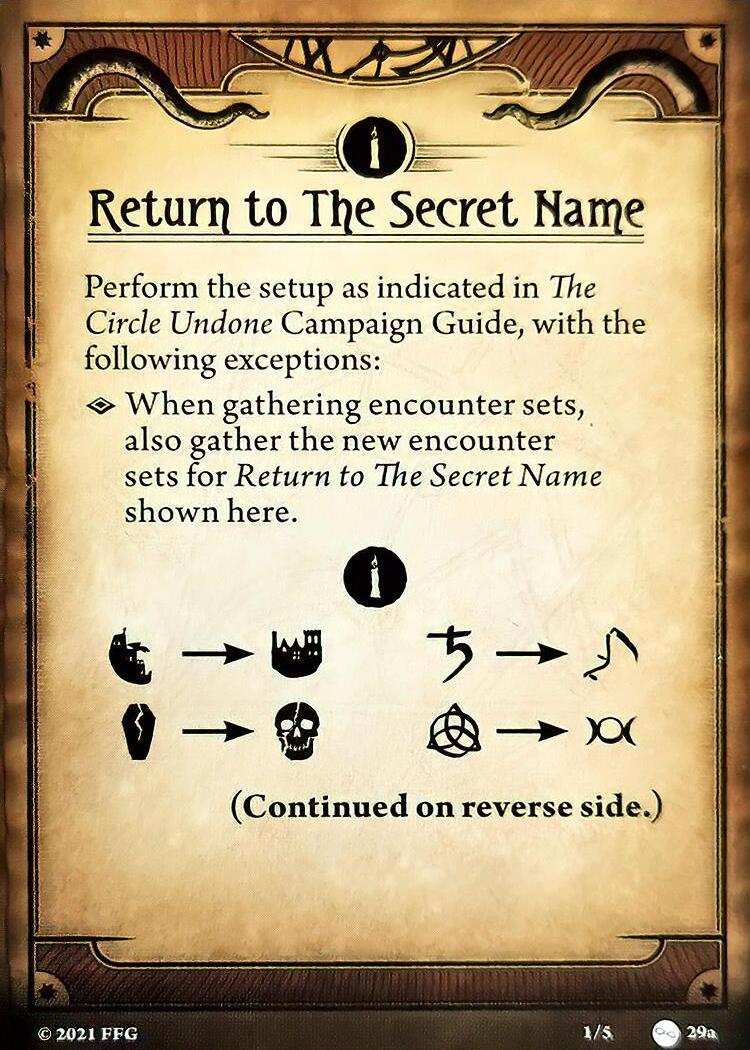 Return to The Secret Name
Perform the setup as indicated in The
Circle Undone Campaign Guide, with the
following exceptions:
When gathering encounter sets,
also gather the new encounter
sets for Return to The Secret Name
shown here.
(Continued on reverse side.)
© 2021 FFG
1/5
29a